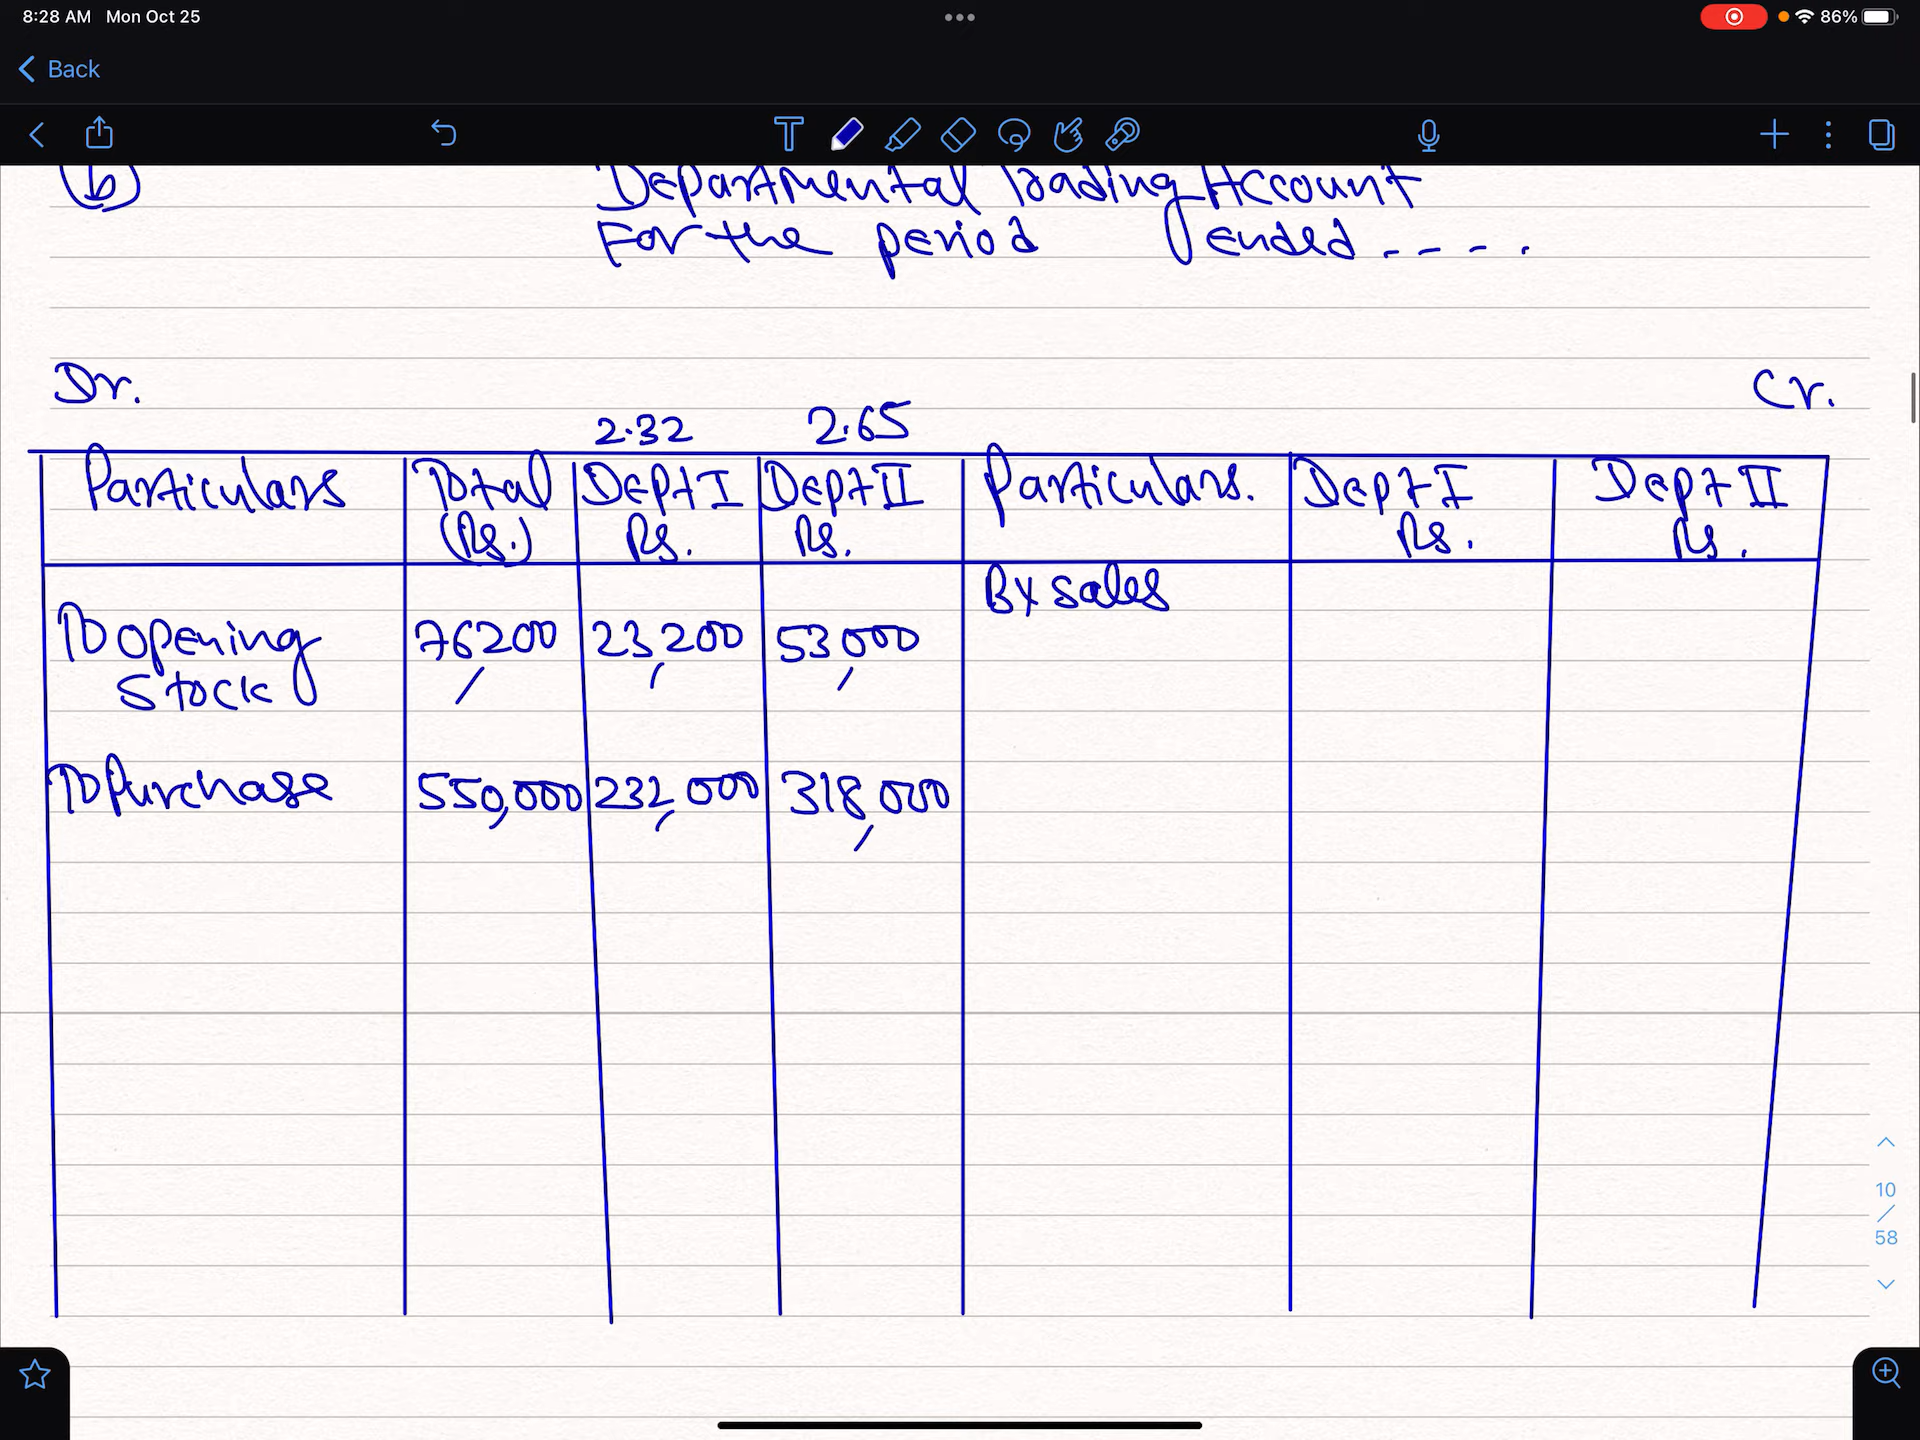 8:28 AM Mon Oct 25
86%
Back
(b) Departmental Trading Account
For the period ended - - - .
Dr. Cr.
2.32 2.65
Particulars Total (Rs.) Dept I Rs. Dept II Rs. Particulars. Dept I Rs. Dept II Rs.
By sales
To opening stock 76200 23,200 53,000
To Purchase 550,000 232,000 318,000
10
/
58